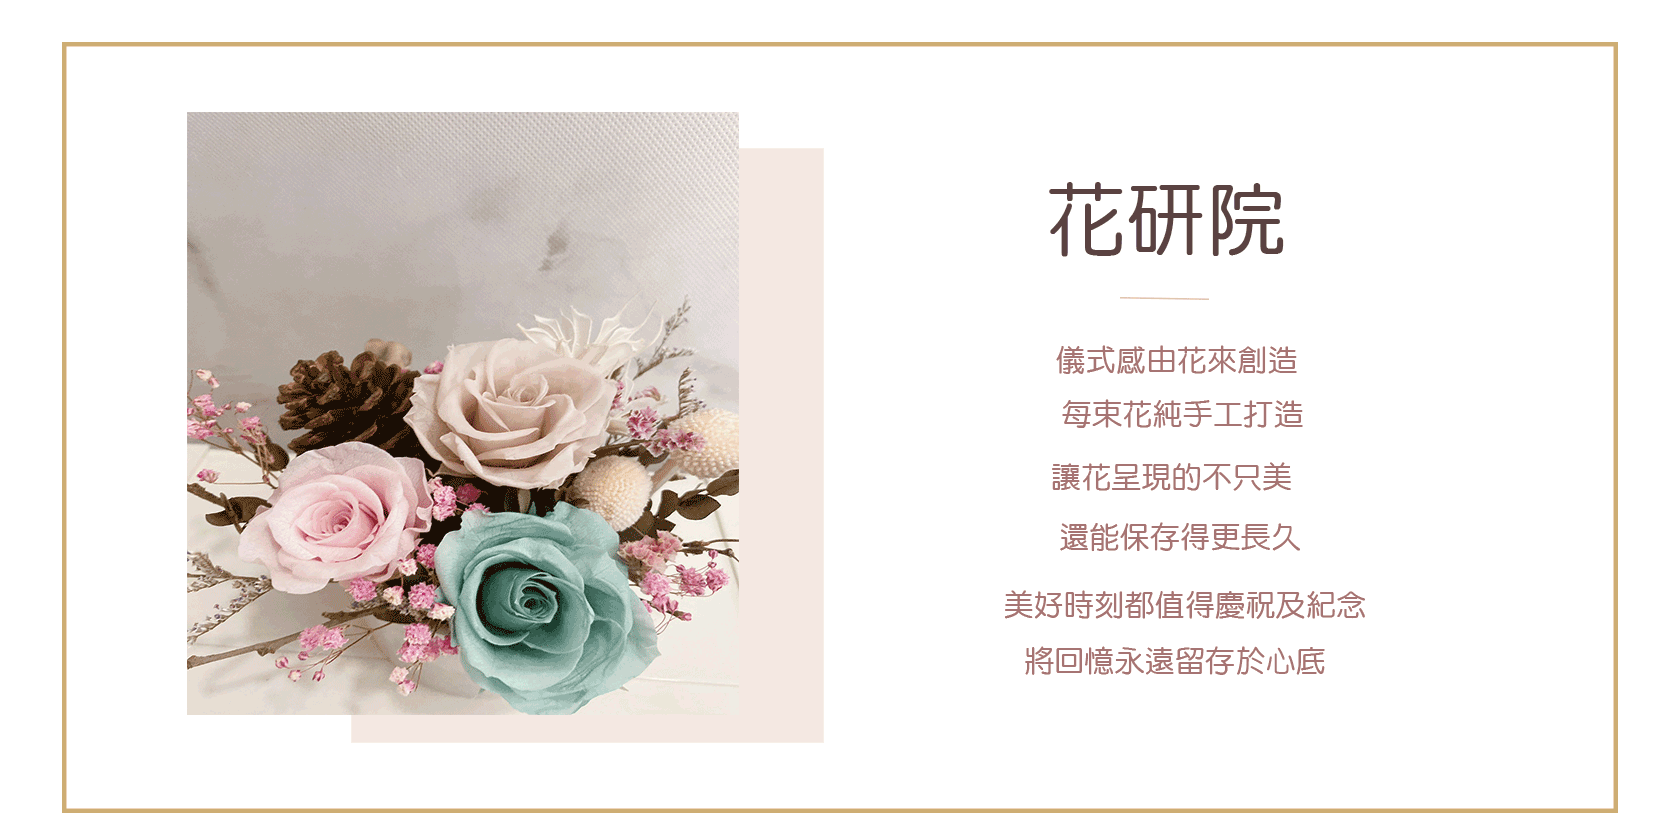 花研院
儀式感由花來創造
每束花純手工打造
讓花呈現的不只美
還能保存得更長久
美好時刻都值得慶祝及紀念
將回憶永遠留存於心底